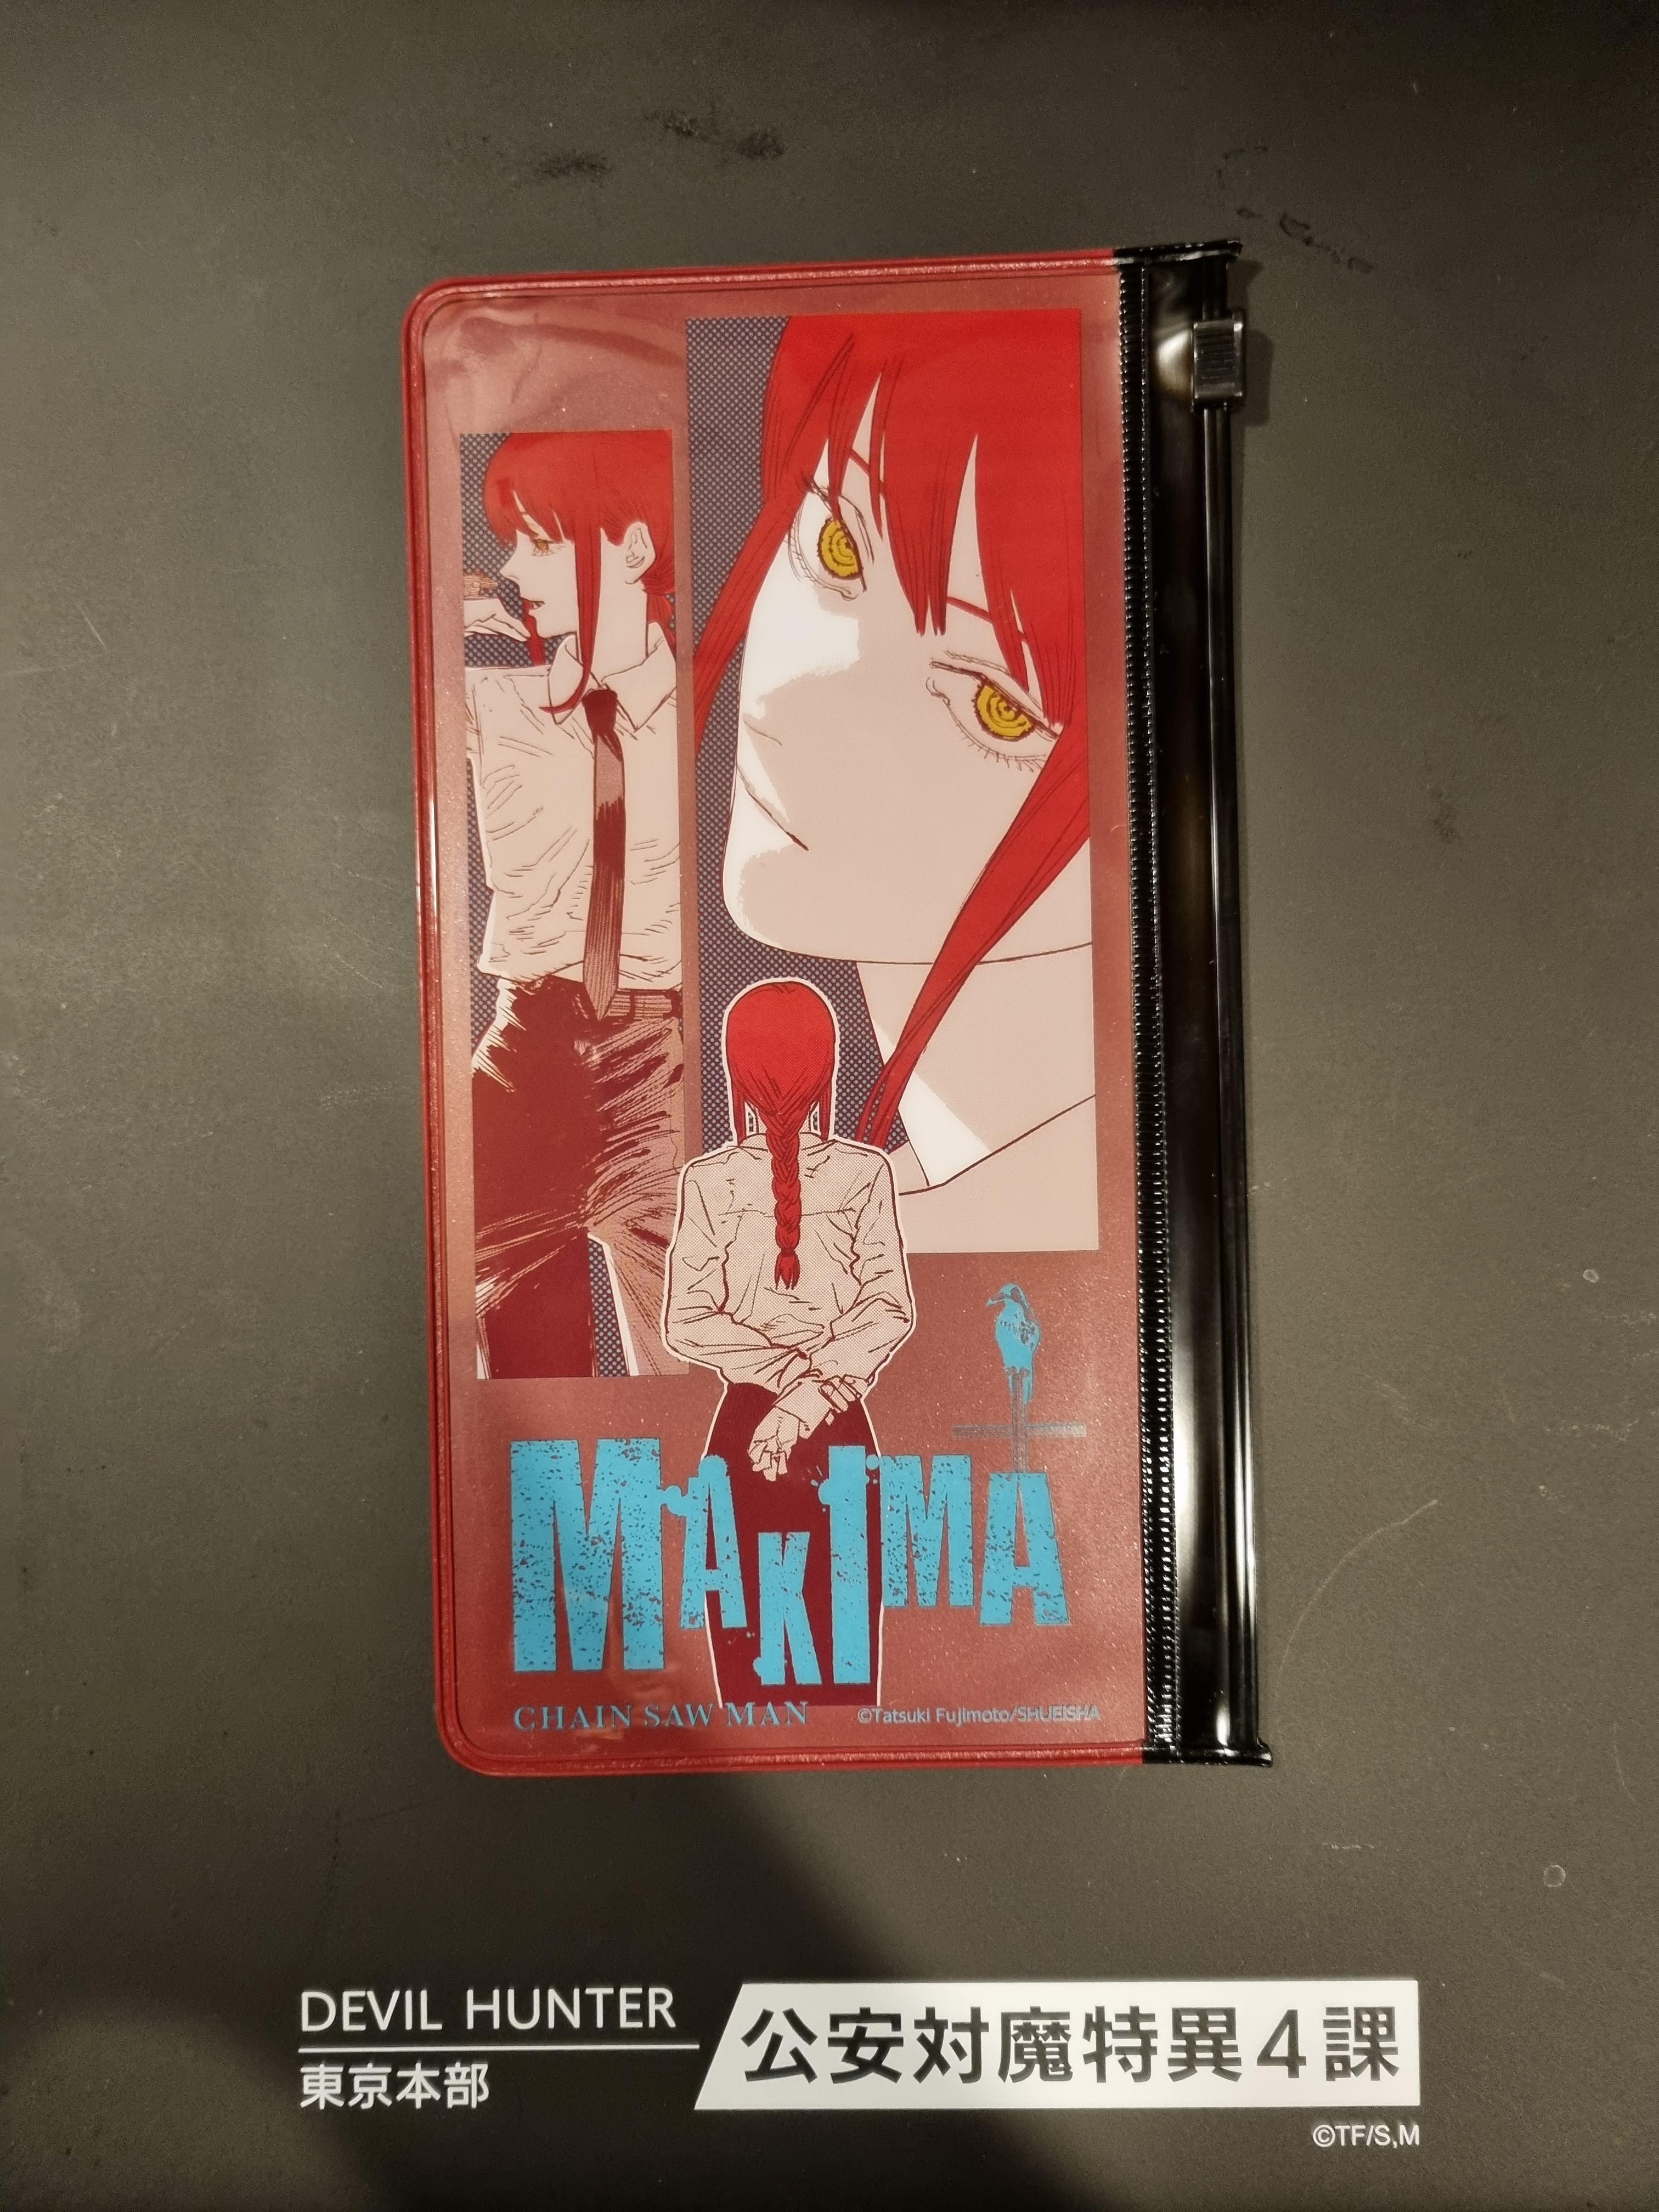 MAKIMA
CHAIN SAW MAN
©Tatsuki Fujimoto/SHUEISHA
DEVIL HUNTER
東京本部
公安対魔特異4課
©TF/S,M